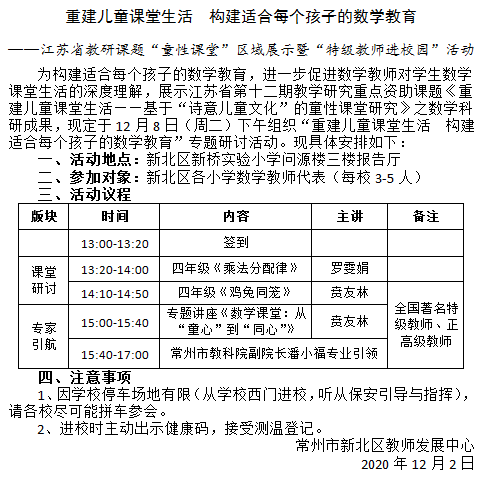 重建儿童课堂生活　构建适合每个孩子的数学教育
——江苏省教研课题“童性课堂”区域展示暨“特级教师进校园”活动
为构建适合每个孩子的数学教育，进一步促进数学教师对学生数学
课堂生活的深度理解，展示江苏省第十二期教学研究重点资助课题《重
建儿童课堂生活——基于“诗意儿童文化”的童性课堂研究》之数学科
研成果，现定于 12 月 8 日（周二）下午组织“重建儿童课堂生活　构建
适合每个孩子的数学教育”专题研讨活动。现具体安排如下：
一、活动地点：新北区新桥实验小学问源楼三楼报告厅
二、参加对象：新北区各小学数学教师代表（每校 3-5 人）
三、活动议程
版块 时间 内容 主讲 备注
13:00-13:20 签到
课堂研讨 13:20-14:00 四年级《乘法分配律》 罗雯娟
14:10-14:50 四年级《鸡兔同笼》 贲友林 全国著名特级教师、正高级教师
专家引航 15:00-15:40 专题讲座《数学课堂：从“童心”到“同心”》 贲友林
15:40-17:00 常州市教科院副院长潘小福专业引领
四、注意事项
1、因学校停车场地有限（从学校西门进校，听从保安引导与指挥），
请各校尽可能拼车参会。
2、进校时主动出示健康码，接受测温登记。
常州市新北区教师发展中心
2020 年 12 月 2 日